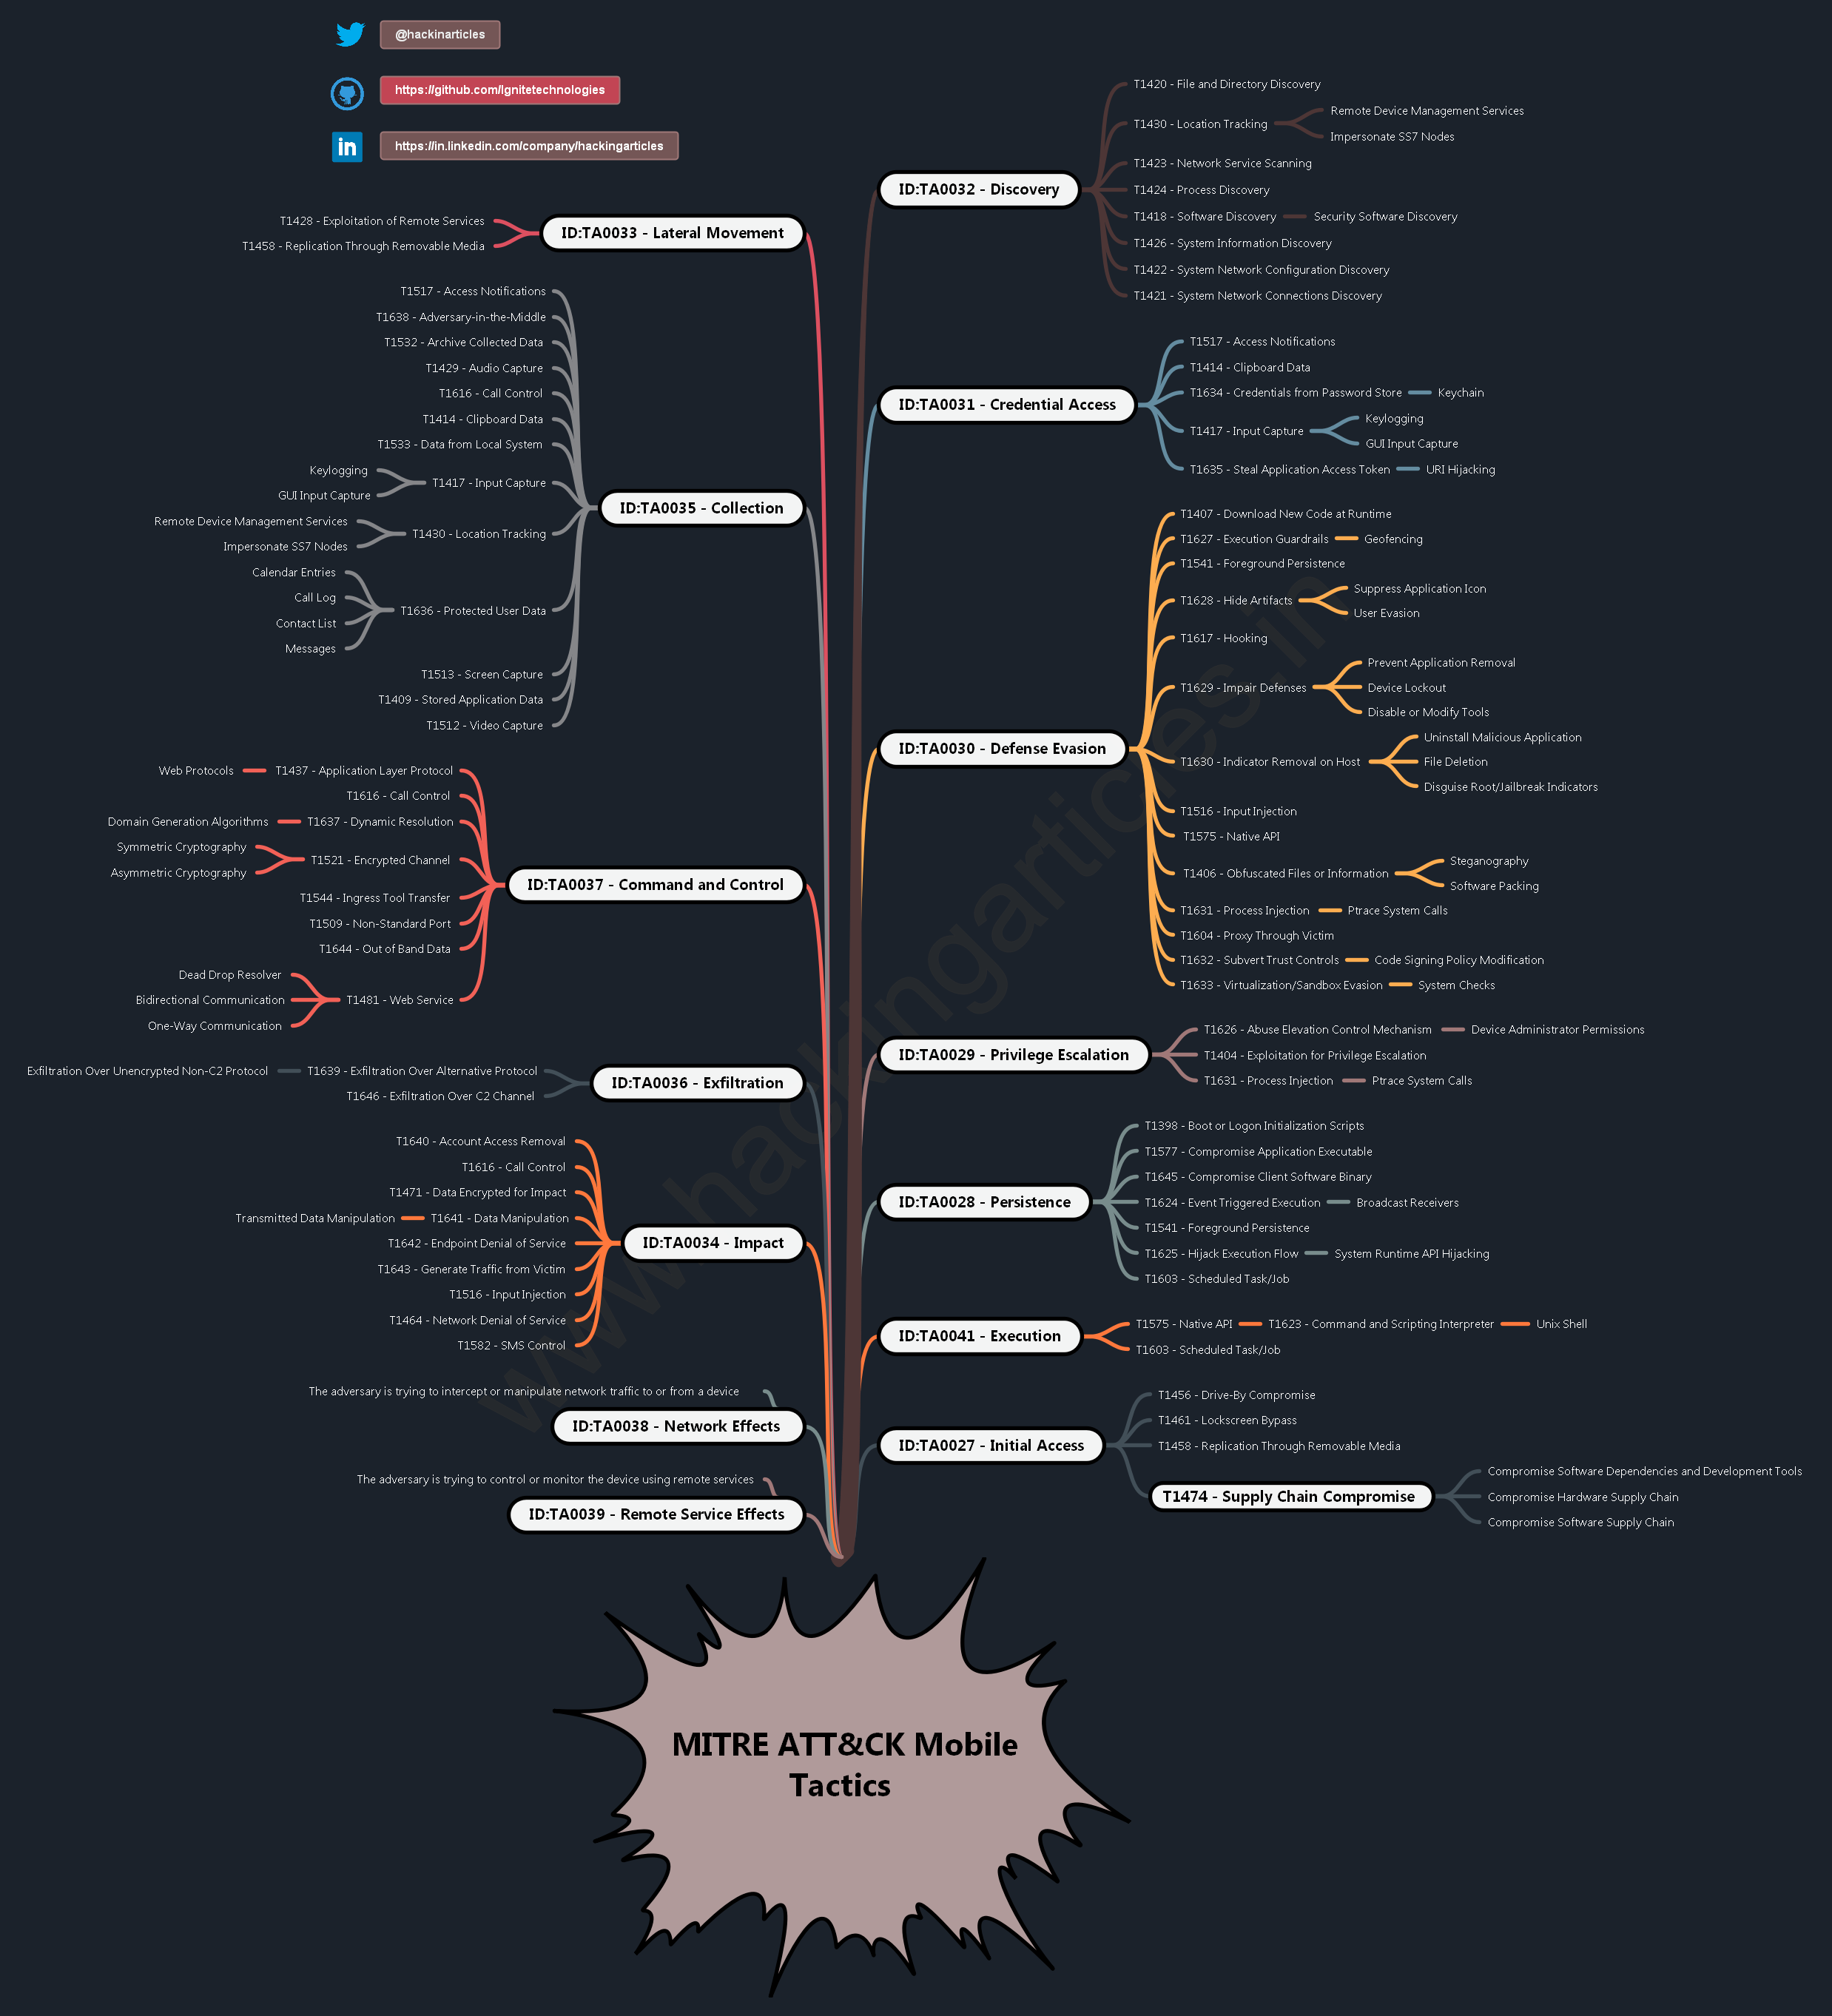 @hackinarticles
https://github.com/Ignitetechnologies
https://in.linkedin.com/company/hackingarticles
ID:TA0033 - Lateral Movement
T1428 - Exploitation of Remote Services
T1458 - Replication Through Removable Media
ID:TA0035 - Collection
T1517 - Access Notifications
T1638 - Adversary-in-the-Middle
T1532 - Archive Collected Data
T1429 - Audio Capture
T1616 - Call Control
T1414 - Clipboard Data
T1533 - Data from Local System
T1417 - Input Capture
Keylogging
GUI Input Capture
T1430 - Location Tracking
Remote Device Management Services
Impersonate SS7 Nodes
T1636 - Protected User Data
Calendar Entries
Call Log
Contact List
Messages
T1513 - Screen Capture
T1409 - Stored Application Data
T1512 - Video Capture
ID:TA0037 - Command and Control
T1437 - Application Layer Protocol
Web Protocols
T1616 - Call Control
T1637 - Dynamic Resolution
Domain Generation Algorithms
T1521 - Encrypted Channel
Symmetric Cryptography
Asymmetric Cryptography
T1544 - Ingress Tool Transfer
T1509 - Non-Standard Port
T1644 - Out of Band Data
T1481 - Web Service
Dead Drop Resolver
Bidirectional Communication
One-Way Communication
ID:TA0036 - Exfiltration
T1639 - Exfiltration Over Alternative Protocol
Exfiltration Over Unencrypted Non-C2 Protocol
T1646 - Exfiltration Over C2 Channel
ID:TA0034 - Impact
T1640 - Account Access Removal
T1616 - Call Control
T1471 - Data Encrypted for Impact
T1641 - Data Manipulation
Transmitted Data Manipulation
T1642 - Endpoint Denial of Service
T1643 - Generate Traffic from Victim
T1516 - Input Injection
T1464 - Network Denial of Service
T1582 - SMS Control
The adversary is trying to intercept or manipulate network traffic to or from a device
ID:TA0038 - Network Effects
The adversary is trying to control or monitor the device using remote services
ID:TA0039 - Remote Service Effects
ID:TA0032 - Discovery
T1420 - File and Directory Discovery
T1430 - Location Tracking
Remote Device Management Services
Impersonate SS7 Nodes
T1423 - Network Service Scanning
T1424 - Process Discovery
T1418 - Software Discovery
Security Software Discovery
T1426 - System Information Discovery
T1422 - System Network Configuration Discovery
T1421 - System Network Connections Discovery
ID:TA0031 - Credential Access
T1517 - Access Notifications
T1414 - Clipboard Data
T1634 - Credentials from Password Store
Keychain
T1417 - Input Capture
Keylogging
GUI Input Capture
T1635 - Steal Application Access Token
URI Hijacking
ID:TA0030 - Defense Evasion
T1407 - Download New Code at Runtime
T1627 - Execution Guardrails
Geofencing
T1541 - Foreground Persistence
T1628 - Hide Artifacts
Suppress Application Icon
User Evasion
T1617 - Hooking
T1629 - Impair Defenses
Prevent Application Removal
Device Lockout
Disable or Modify Tools
T1630 - Indicator Removal on Host
Uninstall Malicious Application
File Deletion
Disguise Root/Jailbreak Indicators
T1516 - Input Injection
T1575 - Native API
T1406 - Obfuscated Files or Information
Steganography
Software Packing
T1631 - Process Injection
Ptrace System Calls
T1604 - Proxy Through Victim
T1632 - Subvert Trust Controls
Code Signing Policy Modification
T1633 - Virtualization/Sandbox Evasion
System Checks
ID:TA0029 - Privilege Escalation
T1626 - Abuse Elevation Control Mechanism
Device Administrator Permissions
T1404 - Exploitation for Privilege Escalation
T1631 - Process Injection
Ptrace System Calls
ID:TA0028 - Persistence
T1398 - Boot or Logon Initialization Scripts
T1577 - Compromise Application Executable
T1645 - Compromise Client Software Binary
T1624 - Event Triggered Execution
Broadcast Receivers
T1541 - Foreground Persistence
T1625 - Hijack Execution Flow
System Runtime API Hijacking
T1603 - Scheduled Task/Job
ID:TA0041 - Execution
T1575 - Native API
T1623 - Command and Scripting Interpreter
Unix Shell
T1603 - Scheduled Task/Job
ID:TA0027 - Initial Access
T1456 - Drive-By Compromise
T1461 - Lockscreen Bypass
T1458 - Replication Through Removable Media
T1474 - Supply Chain Compromise
Compromise Software Dependencies and Development Tools
Compromise Hardware Supply Chain
Compromise Software Supply Chain
www.hackingarticles.in
MITRE ATT&CK Mobile
Tactics